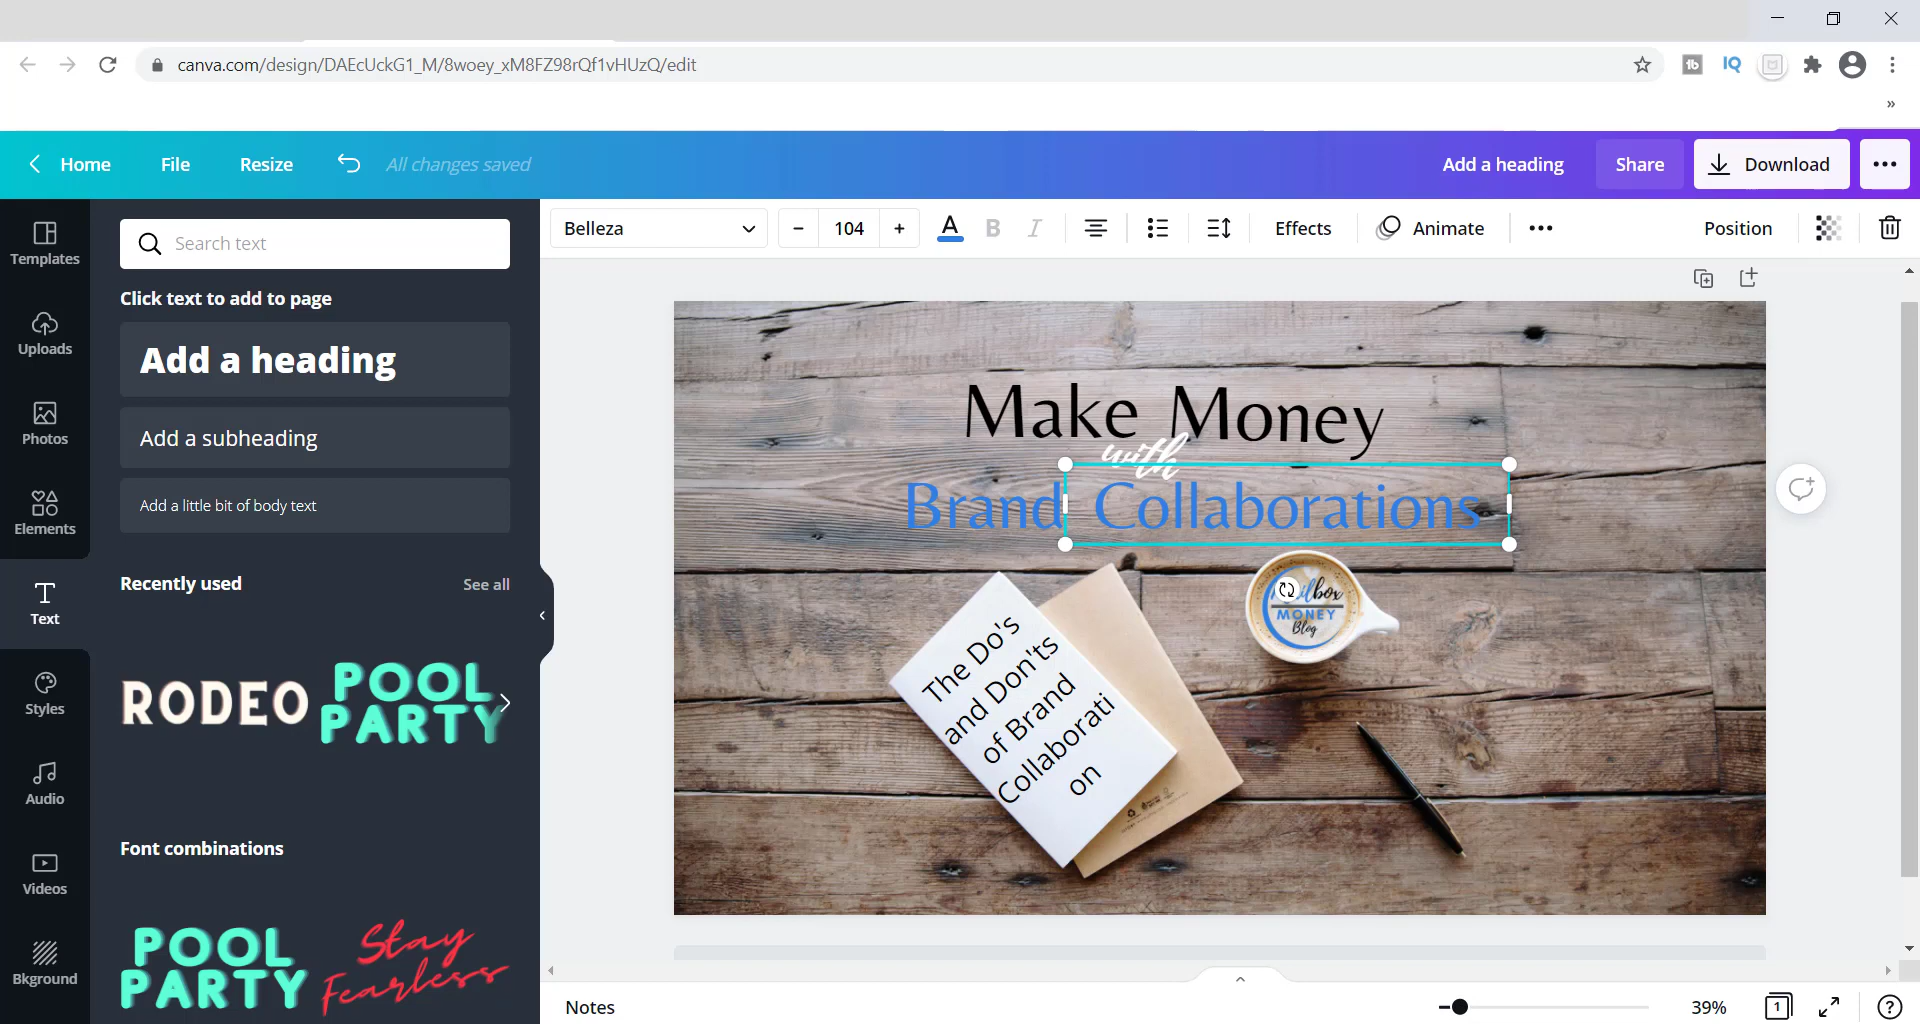 canva.com/design/DAEcUckG1_M/8woey_xM8FZ98rQf1vHUzQ/edit
Home File Resize All changes saved Add a heading Share Download
Templates
Uploads
Photos
Elements
Text
Styles
Audio
Videos
Bkground
Search text
Click text to add to page
Add a heading
Add a subheading
Add a little bit of body text
Recently used See all
RODEO
POOL
PARTY
Font combinations
POOL
PARTY
Stay
Fearless
Belleza 104 A B I Effects Animate Position
Make Money
with
Brand Collaborations
box
MONEY
Blog
The Do's
and Don'ts
of Brand
Collaborati
on
Notes 39% 1